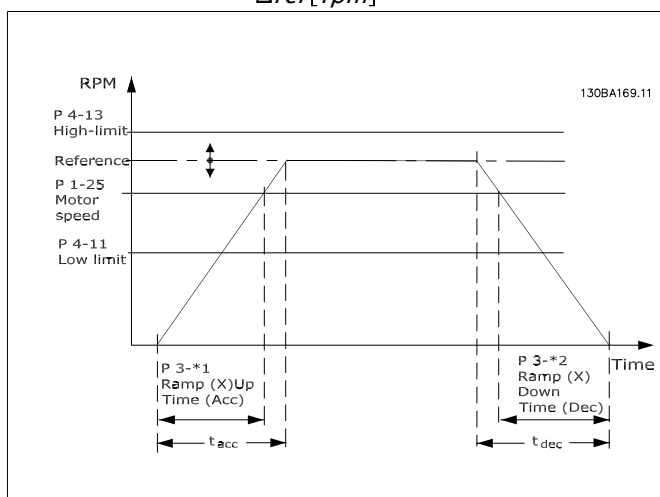 RPM
130BA169.11
P 4-13
High-limit
Reference
P 1-25
Motor
speed
P 4-11
Low limit
P 3-*1
Ramp (X)Up
Time (Acc)
P 3-*2
Ramp (X)
Down
Time (Dec)
Time
tacc
tdec